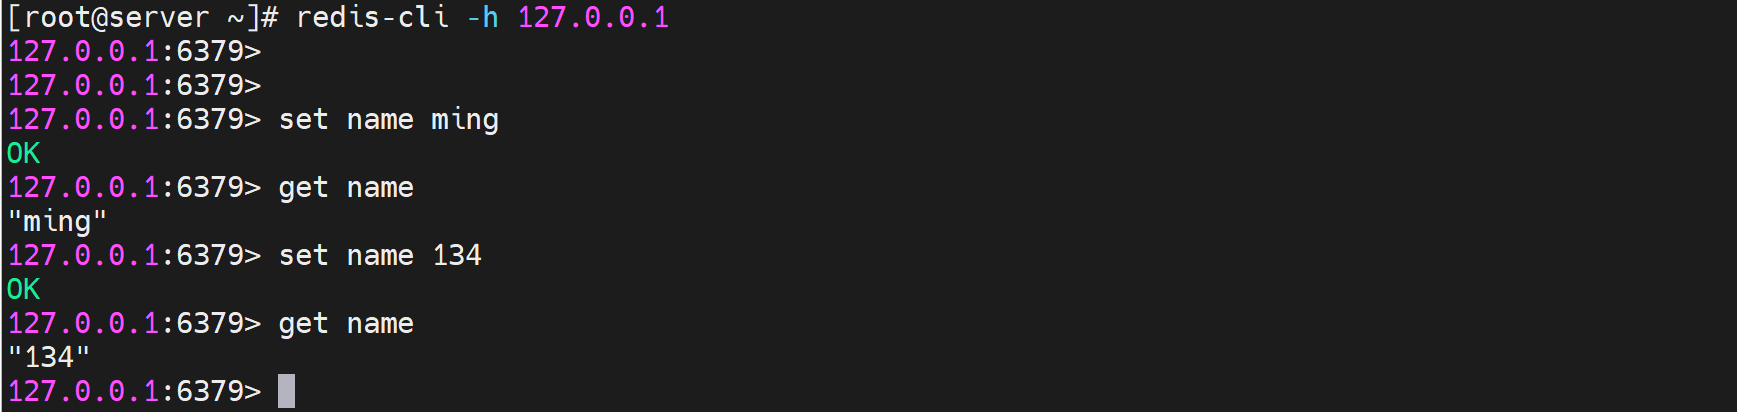 [root@server ~]# redis-cli -h 127.0.0.1
127.0.0.1:6379>
127.0.0.1:6379>
127.0.0.1:6379> set name ming
OK
127.0.0.1:6379> get name
"ming"
127.0.0.1:6379> set name 134
OK
127.0.0.1:6379> get name
"134"
127.0.0.1:6379>